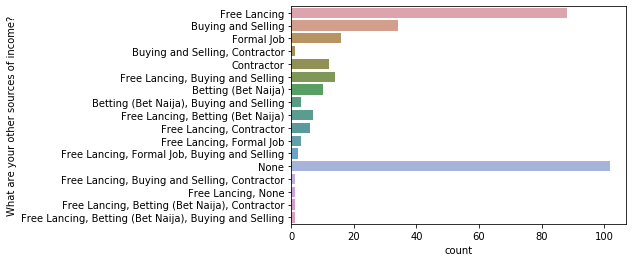 What are your other sources of income?
Free Lancing
Buying and Selling
Formal Job
Buying and Selling, Contractor
Contractor
Free Lancing, Buying and Selling
Betting (Bet Naija)
Betting (Bet Naija), Buying and Selling
Free Lancing, Betting (Bet Naija)
Free Lancing, Contractor
Free Lancing, Formal Job
Free Lancing, Formal Job, Buying and Selling
None
Free Lancing, Buying and Selling, Contractor
Free Lancing, None
Free Lancing, Betting (Bet Naija), Contractor
Free Lancing, Betting (Bet Naija), Buying and Selling
0 20 40 60 80 100
count